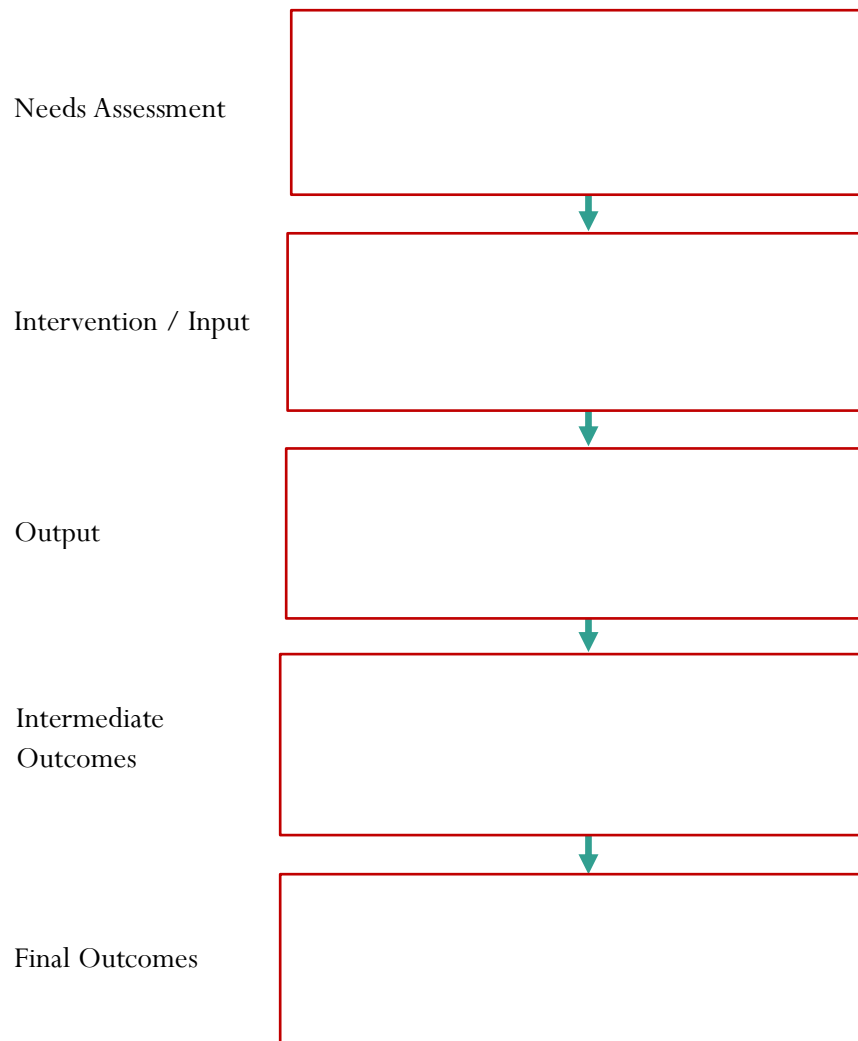 Needs Assessment
Intervention / Input
Output
Intermediate
Outcomes
Final Outcomes